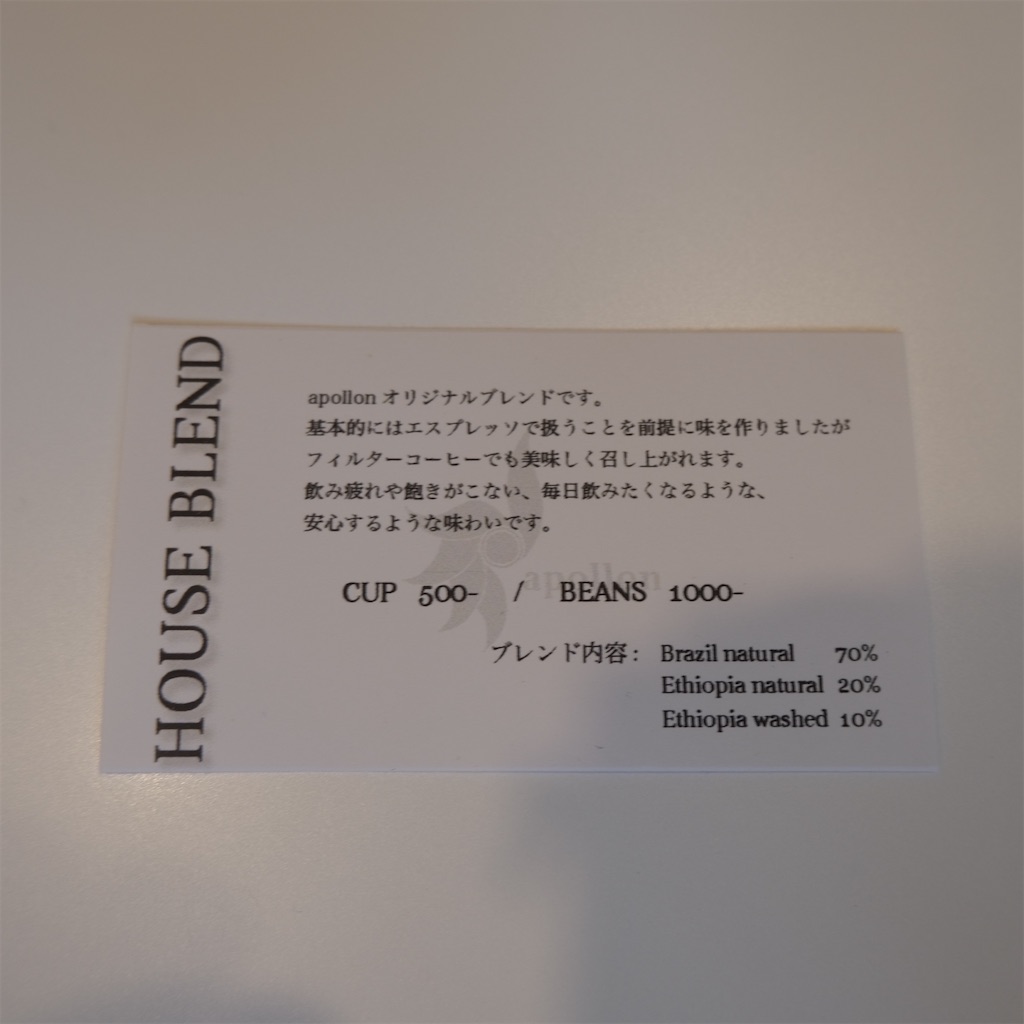 HOUSE BLEND
apollon オリジナルブレンドです。
基本的にはエスプレッソで扱うことを前提に味を作りましたが
フィルターコーヒーでも美味しく召し上がれます。
飲み疲れや飽きがこない、毎日飲みたくなるような、
安心するような味わいです。
apollon
CUP 500- / BEANS 1000-
ブレンド内容： Brazil natural 70%
Ethiopia natural 20%
Ethiopia washed 10%